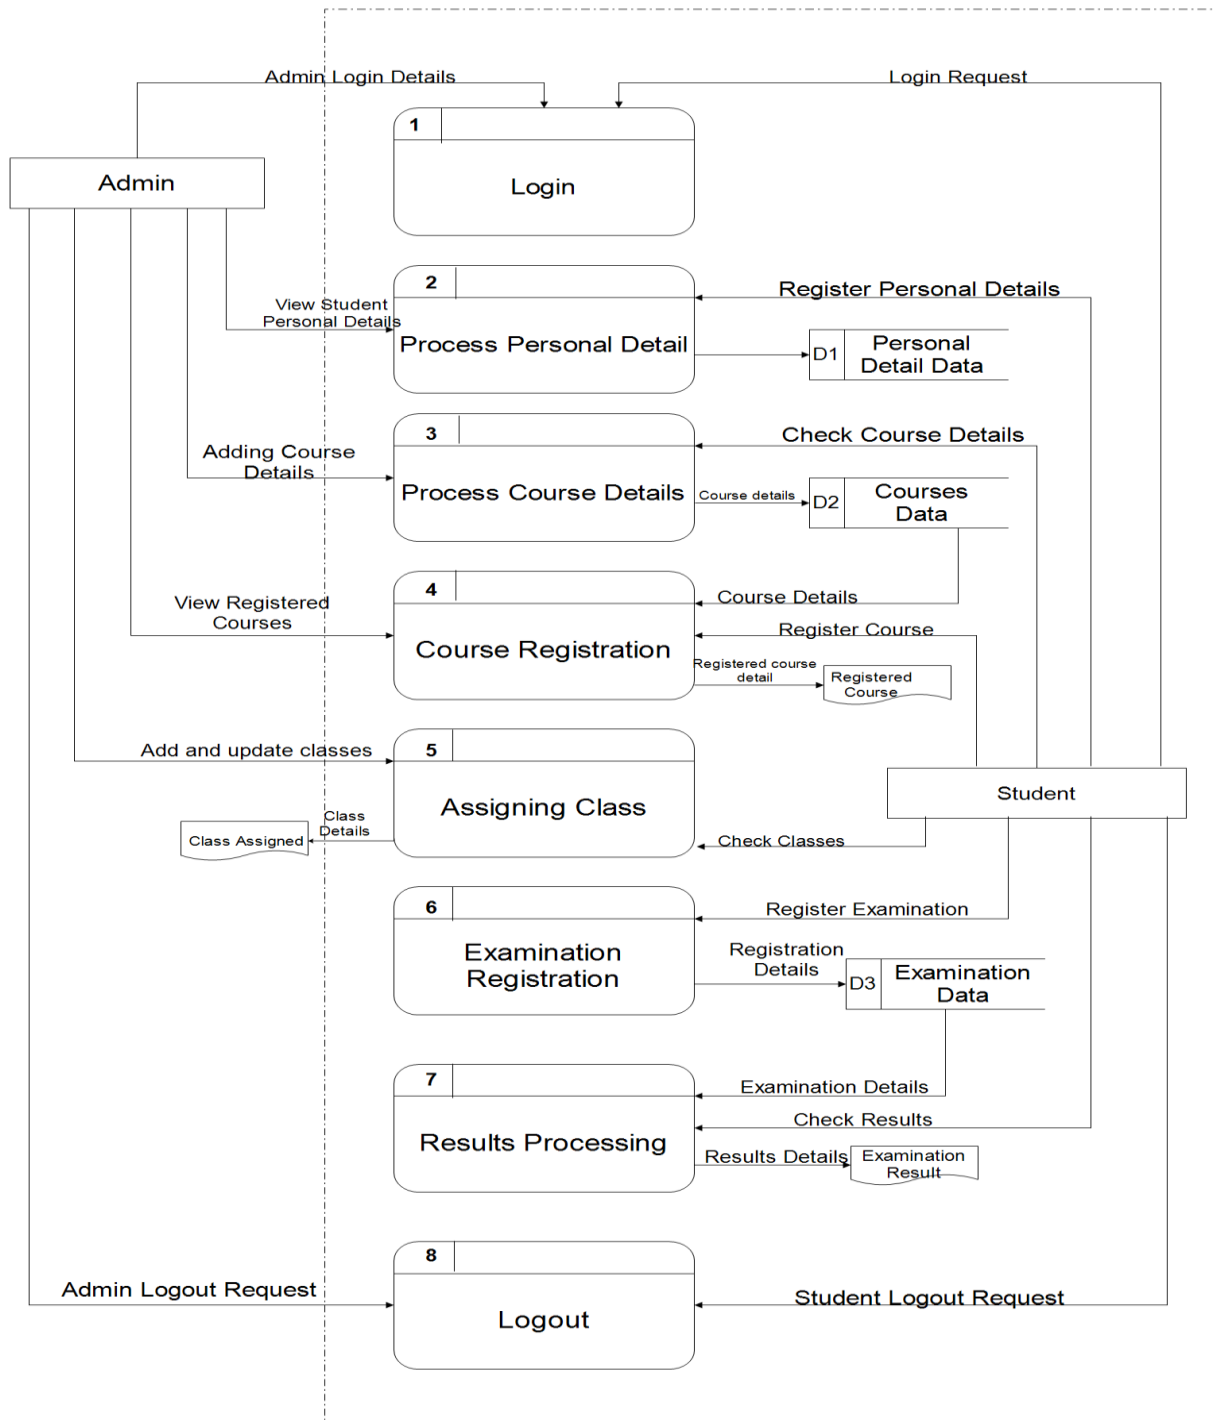 Admin Login Details
Login Request
1
Login
Admin
2
Process Personal Detail
View Student
Personal Details
Register Personal Details
D1
Personal
Detail Data
3
Process Course Details
Adding Course
Details
Check Course Details
Course details
D2
Courses
Data
4
Course Registration
View Registered
Courses
Course Details
Register Course
Registered course
detail
Registered
Course
5
Assigning Class
Add and update classes
Class
Details
Class Assigned
Student
Check Classes
6
Examination
Registration
Register Examination
Registration
Details
D3
Examination
Data
7
Results Processing
Examination Details
Check Results
Results Details
Examination
Result
8
Logout
Admin Logout Request
Student Logout Request